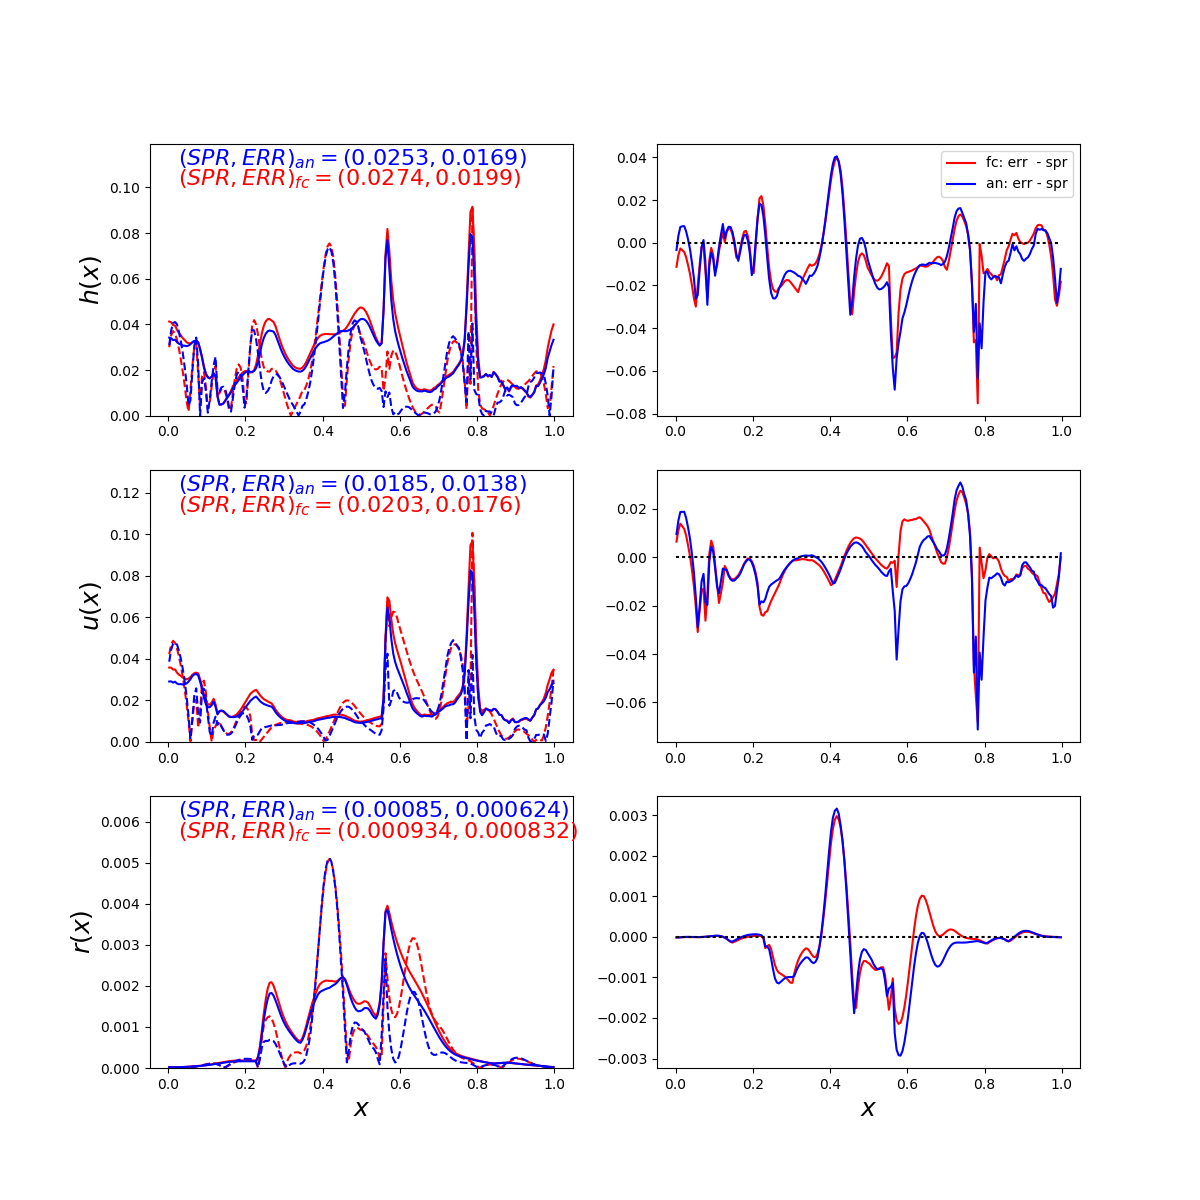 (SPR, ERR)an = (0.0253, 0.0169)
(SPR, ERR)fc = (0.0274, 0.0199)
h(x)
0.10
0.08
0.06
0.04
0.02
0.00
0.0 0.2 0.4 0.6 0.8 1.0
fc: err - spr
an: err - spr
0.04
0.02
0.00
−0.02
−0.04
−0.06
−0.08
0.0 0.2 0.4 0.6 0.8 1.0
(SPR, ERR)an = (0.0185, 0.0138)
(SPR, ERR)fc = (0.0203, 0.0176)
u(x)
0.12
0.10
0.08
0.06
0.04
0.02
0.00
0.0 0.2 0.4 0.6 0.8 1.0
0.02
0.00
−0.02
−0.04
−0.06
0.0 0.2 0.4 0.6 0.8 1.0
(SPR, ERR)an = (0.00085, 0.000624)
(SPR, ERR)fc = (0.000934, 0.000832)
r(x)
0.006
0.005
0.004
0.003
0.002
0.001
0.000
0.0 0.2 0.4 0.6 0.8 1.0
x
0.003
0.002
0.001
0.000
−0.001
−0.002
−0.003
0.0 0.2 0.4 0.6 0.8 1.0
x